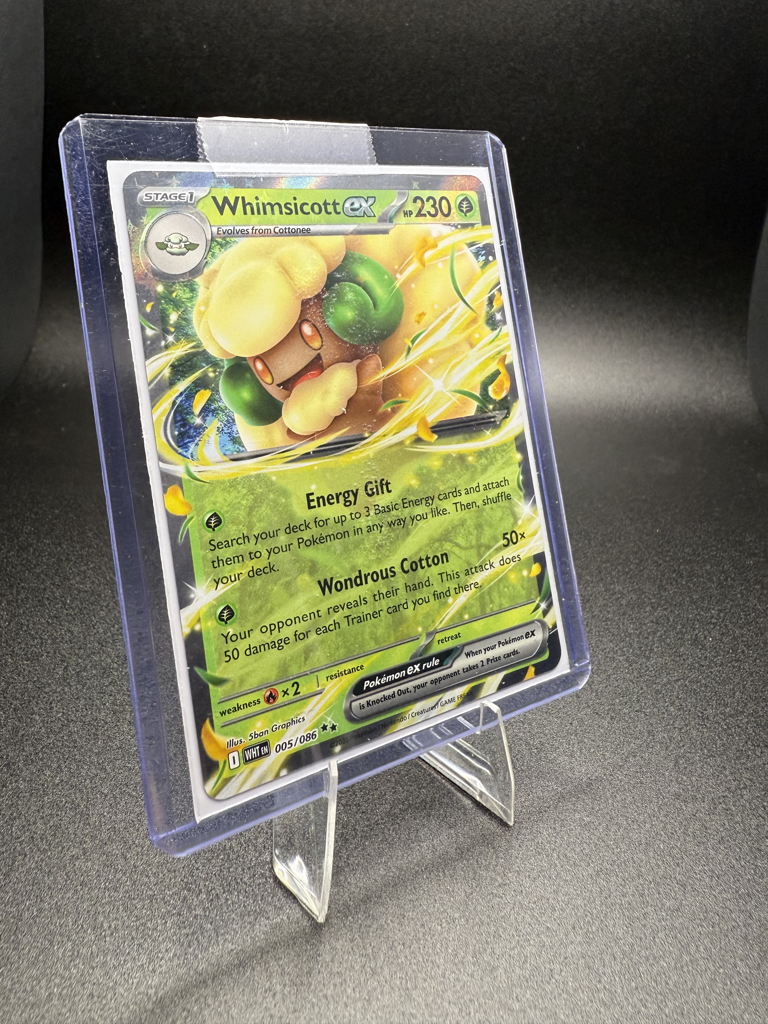 STAGE 1 Whimsicott ex HP 230
Evolves from Cottonee
Energy Gift
Search your deck for up to 3 Basic Energy cards and attach
them to your Pokémon in any way you like. Then, shuffle
your deck.
Wondrous Cotton 50×
Your opponent reveals their hand. This attack does
50 damage for each Trainer card you find there.
weakness ×2 resistance retreat
Pokémon ex rule When your Pokémon ex
is Knocked Out, your opponent takes 2 Prize cards.
Illus. 5ban Graphics
I WHT EN 005/086